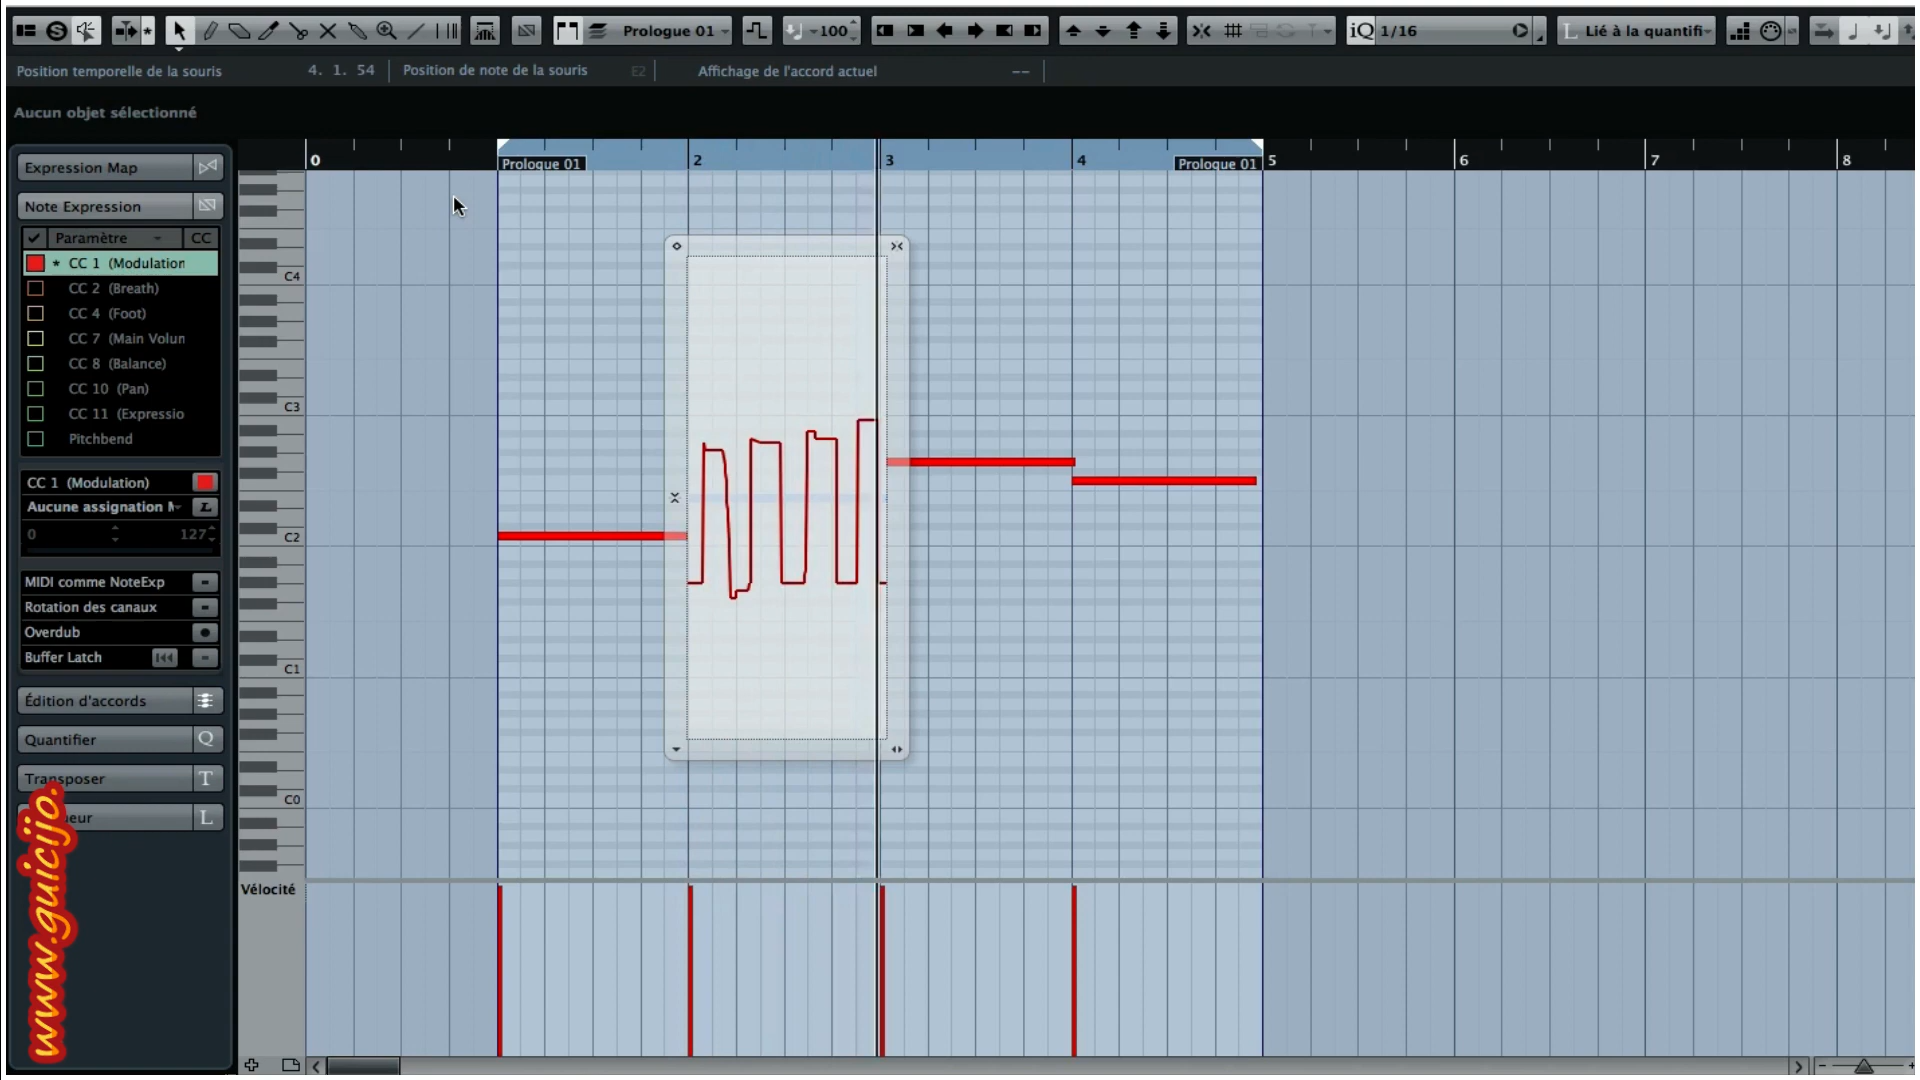 Prologue 01
100
iQ 1/16
L Lié à la quantifi
Position temporelle de la souris 4. 1. 54 Position de note de la souris E2 Affichage de l'accord actuel --
Aucun objet sélectionné
0 2 3 4 5 6 7 8
Prologue 01 Prologue 01
Expression Map
Note Expression
Paramètre CC
* CC 1 (Modulation
CC 2 (Breath)
CC 4 (Foot)
CC 7 (Main Volun
CC 8 (Balance)
CC 10 (Pan)
CC 11 (Expressio
Pitchbend
CC 1 (Modulation)
Aucune assignation L
0 127
MIDI comme NoteExp
Rotation des canaux
Overdub
Buffer Latch
Édition d'accords
Quantifier Q
Transposer T
eur L
C4
C3
C2
C1
C0
Vélocité
www.guicijo.